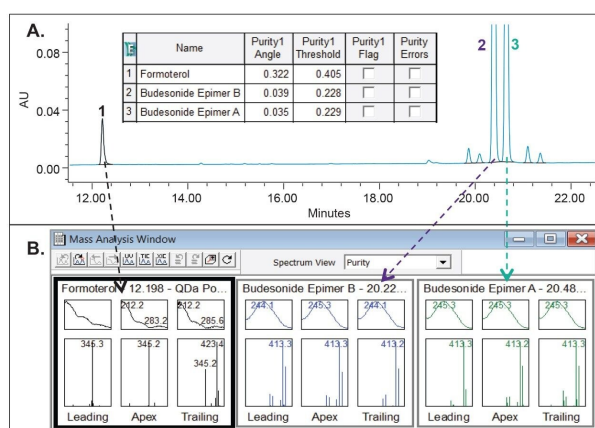 A.
0.08
0.04
0.00
AU
Name Purity1 Angle Purity1 Threshold Purity1 Flag Purity Errors
1 Formoterol 0.322 0.405
2 Budesonide Epimer B 0.039 0.228
3 Budesonide Epimer A 0.035 0.229
1
2
3
12.00 14.00 16.00 18.00 20.00 22.00
Minutes
B.
Mass Analysis Window
UV TIC XIC
Spectrum View Purity
Formoterol - 12.198 - QDa Po...
212.2 212.2
283.2 285.6
345.3 345.2 423.4
345.2
Leading Apex Trailing
Budesonide Epimer B - 20.22...
244.1 245.3 244.1
413.3 413.3 413.2
Leading Apex Trailing
Budesonide Epimer A - 20.48...
245.3 245.3 245.3
413.3 413.2 413.3
Leading Apex Trailing